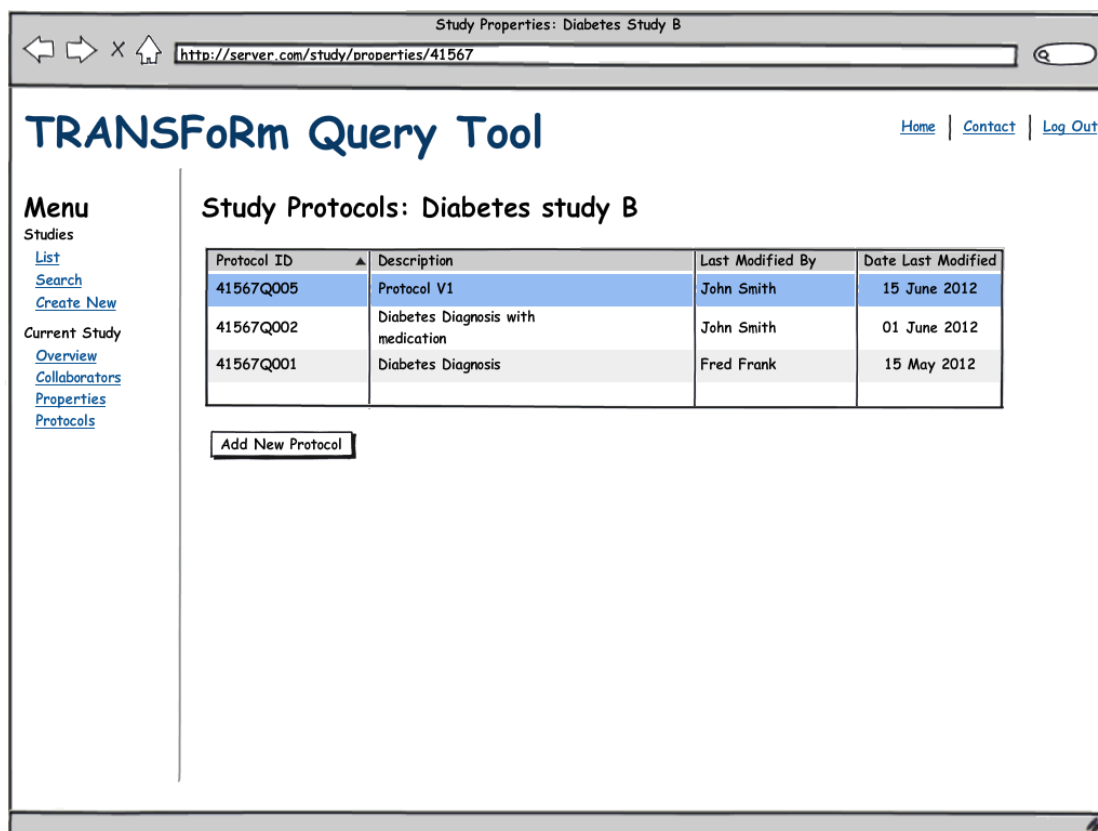 Study Properties: Diabetes Study B
http://server.com/study/properties/41567
TRANSFoRm Query Tool
Home | Contact | Log Out
Menu
Studies
List
Search
Create New
Current Study
Overview
Collaborators
Properties
Protocols
Study Protocols: Diabetes study B
Protocol ID Description Last Modified By Date Last Modified
41567Q005 Protocol V1 John Smith 15 June 2012
41567Q002 Diabetes Diagnosis with medication John Smith 01 June 2012
41567Q001 Diabetes Diagnosis Fred Frank 15 May 2012
Add New Protocol